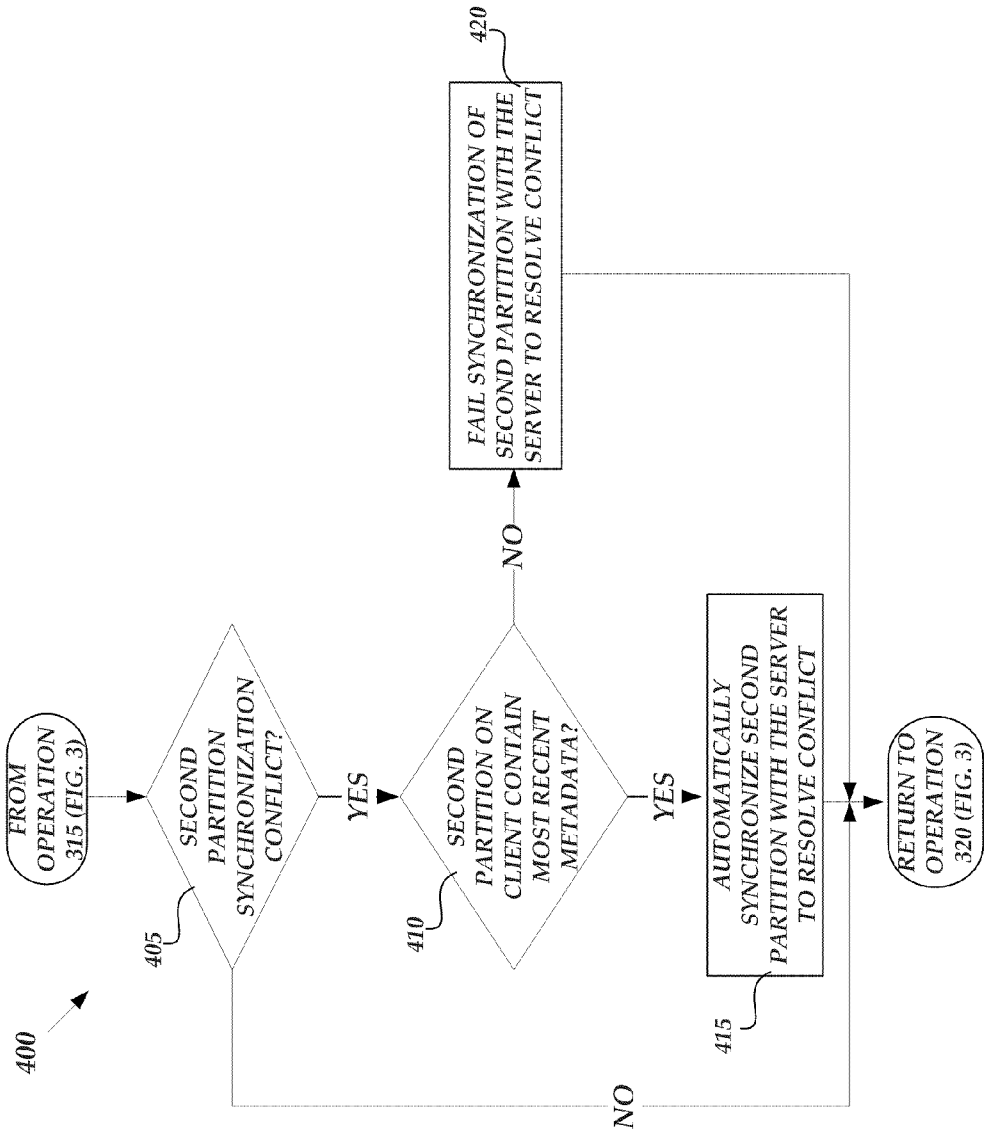 400
FROM
OPERATION
315 (FIG. 3)
405
SECOND
PARTITION
SYNCHRONIZATION
CONFLICT?
NO
YES
410
SECOND
PARTITION ON
CLIENT CONTAIN
MOST RECENT
METADATA?
NO
420
FAIL SYNCHRONIZATION OF
SECOND PARTITION WITH THE
SERVER TO RESOLVE CONFLICT
YES
415
AUTOMATICALLY
SYNCHRONIZE SECOND
PARTITION WITH THE SERVER
TO RESOLVE CONFLICT
RETURN TO
OPERATION
320 (FIG. 3)